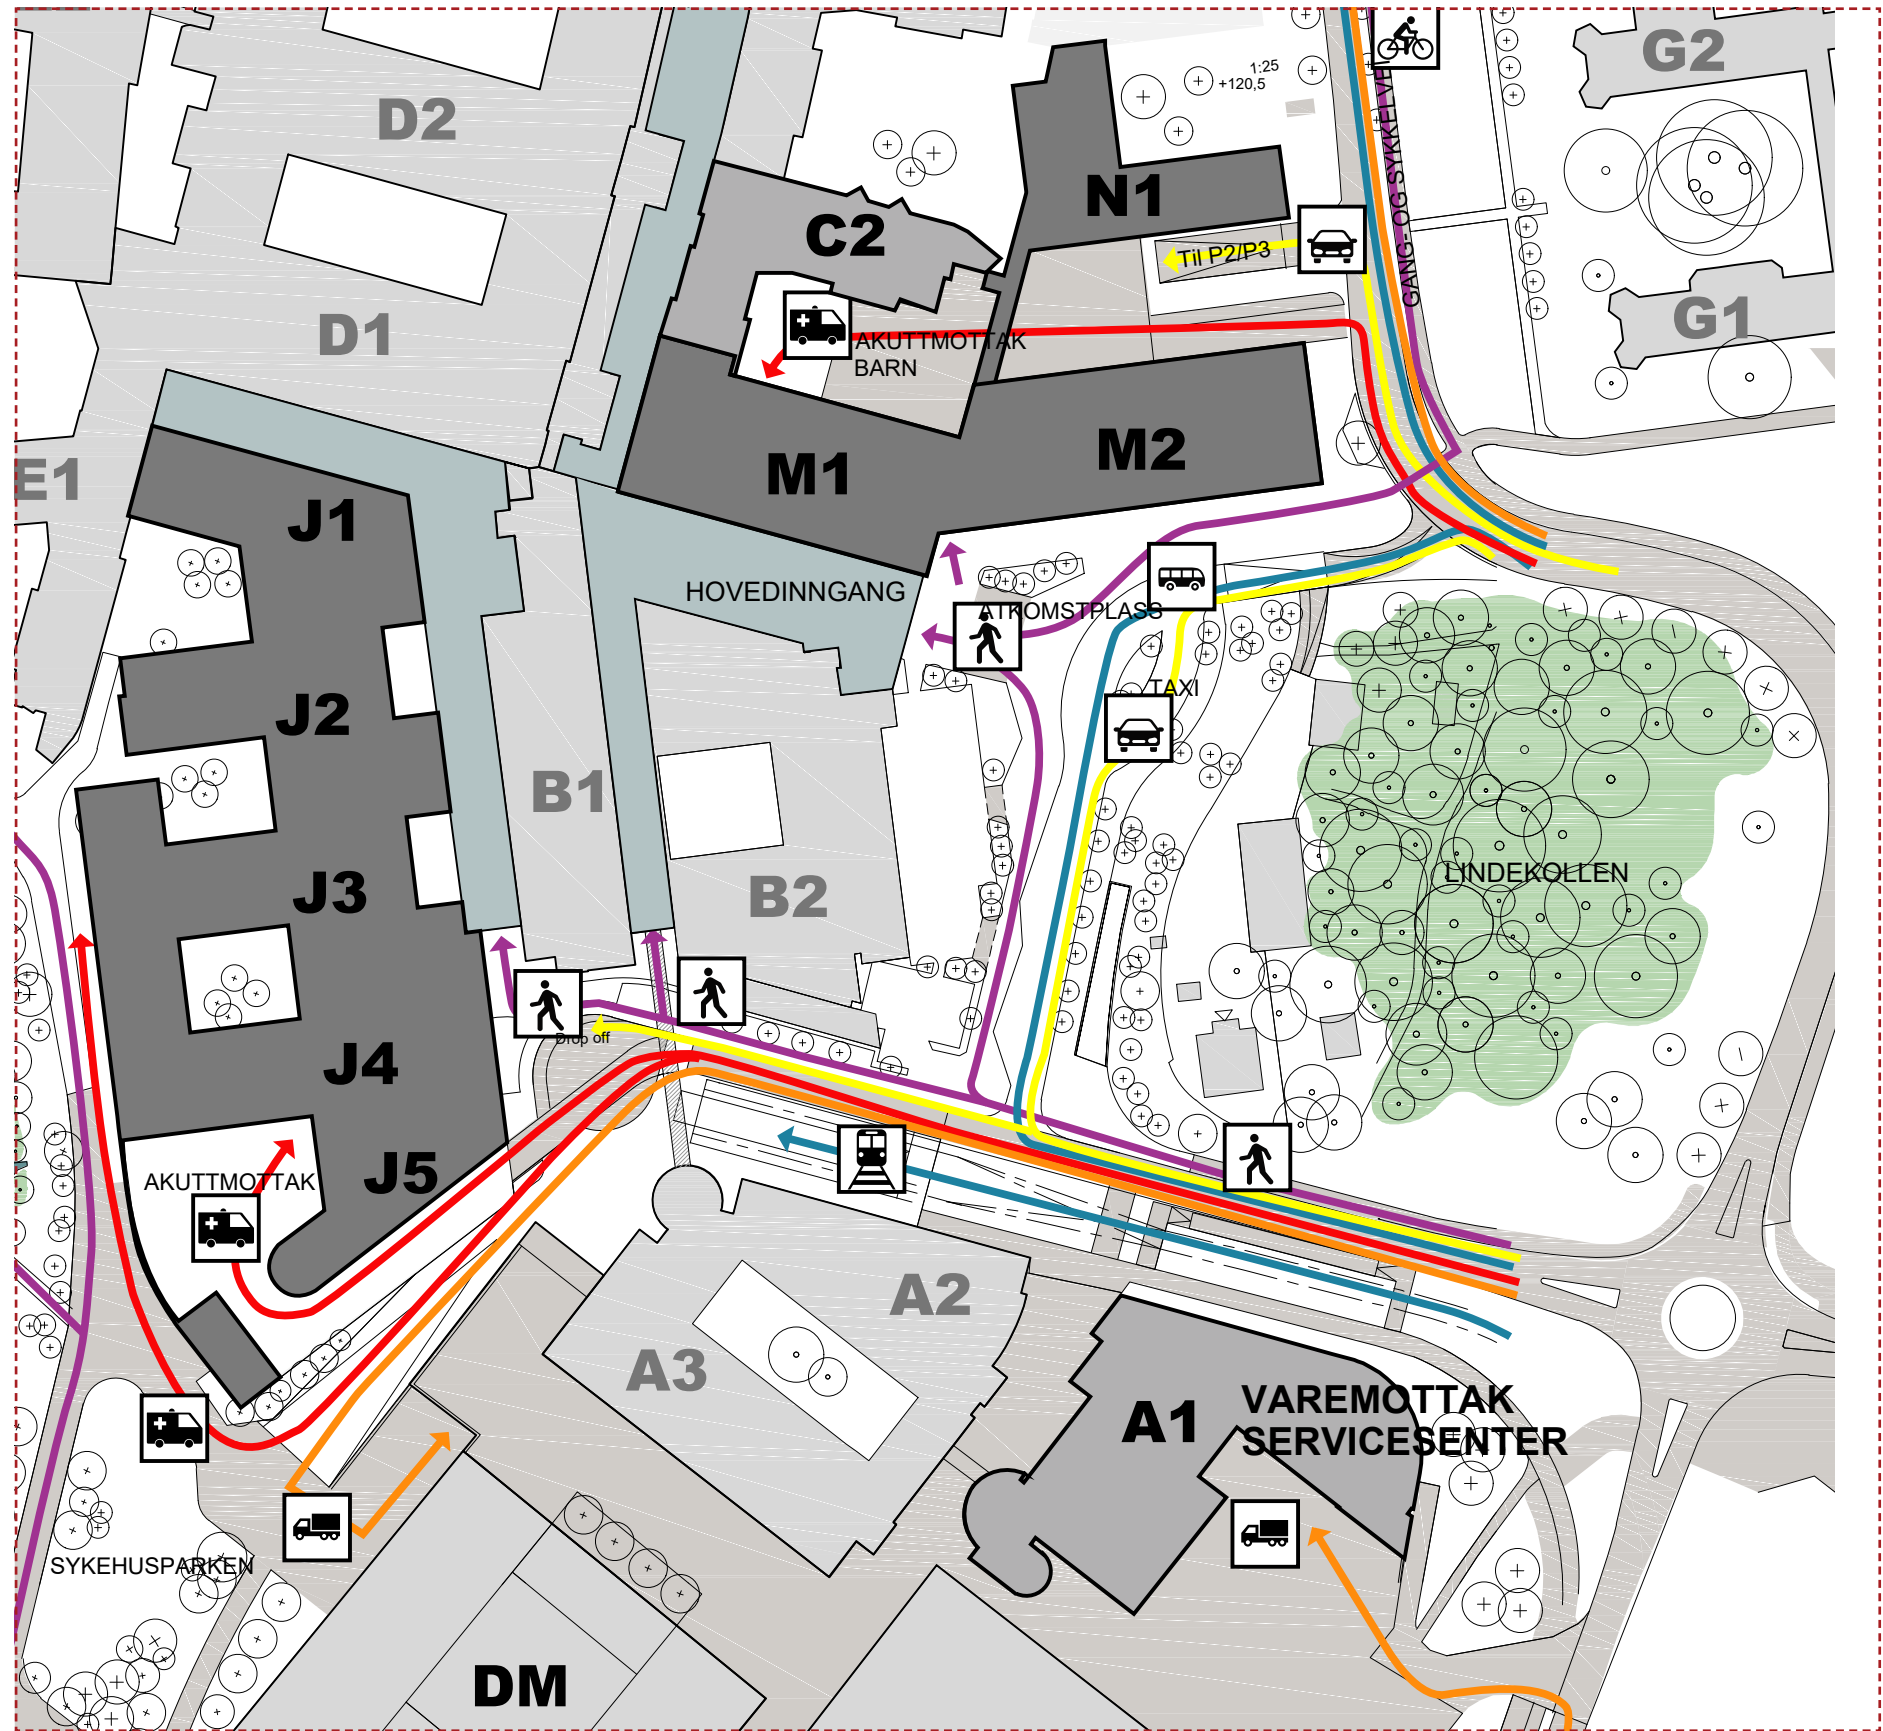 G2
1:25
+120,5
D2
GANG- OG SYKKELVEI
N1
C2
Til P2/P3
G1
D1
AKUTTMOTTAK
BARN
M2
M1
E1
J1
HOVEDINNGANG
ATKOMSTPLASS
TAXI
J2
B1
LINDEKOLLEN
J3
B2
Drop off
J4
J5
AKUTTMOTTAK
A2
A3
VAREMOTTAK
SERVICESENTER
A1
SYKEHUSPARKEN
DM